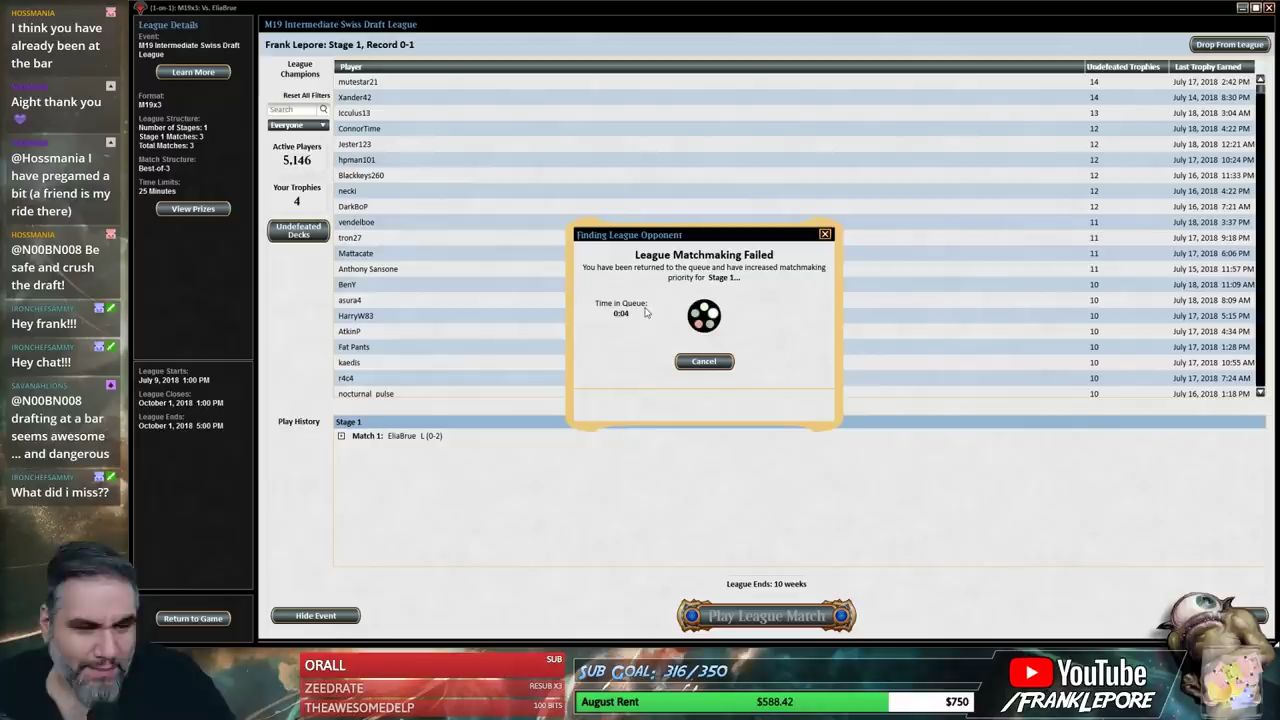 HOSSMANIA
I think you have
already been at
the bar
Aight thank you
@Hossmania I
have pregamed a
bit (a friend is my
ride there)
HOSSMANIA
@N00BN008 Be
safe and crush
the draft!
IRONCHEFSAMMY
Hey frank!!!
IRONCHEFSAMMY
Hey chat!!!
SAVANAHLIONS
@N00BN008
drafting at a bar
seems awesome
... and dangerous
IRONCHEFSAMMY
What did i miss??
(1-on-1): M19x3: Vs. EliaBrue
League Details
Event:
M19 Intermediate Swiss Draft
League
Learn More
Format:
M19x3
League Structure:
Number of Stages: 1
Stage 1 Matches: 3
Total Matches: 3
Match Structure:
Best-of-3
Time Limits:
25 Minutes
View Prizes
League Starts:
July 9, 2018 1:00 PM
League Closes:
October 1, 2018 1:00 PM
League Ends:
October 1, 2018 5:00 PM
Return to Game
M19 Intermediate Swiss Draft League
Frank Lepore: Stage 1, Record 0-1
Drop From League
League
Champions
Reset All Filters
Search
Everyone
Active Players
5,146
Your Trophies
4
Undefeated
Decks
Player Undefeated Trophies Last Trophy Earned
mutestar21 14 July 17, 2018 2:42 PM
Xander42 14 July 14, 2018 8:30 PM
Icculus13 13 July 18, 2018 3:04 AM
ConnorTime 12 July 18, 2018 4:22 PM
Jester123 12 July 18, 2018 12:21 AM
hpman101 12 July 17, 2018 10:24 PM
Blackkeys260 12 July 16, 2018 11:33 PM
necki 12 July 16, 2018 4:22 PM
DarkBoP 12 July 16, 2018 7:21 AM
vendelboe 11 July 18, 2018 3:37 PM
tron27 11 July 17, 2018 9:18 PM
Mattacate 11 July 17, 2018 6:06 PM
Anthony Sansone 11 July 15, 2018 11:57 PM
BenY 10 July 18, 2018 11:09 AM
asura4 10 July 18, 2018 8:09 AM
HarryW83 10 July 17, 2018 5:15 PM
AtkinP 10 July 17, 2018 4:34 PM
Fat Pants 10 July 17, 2018 1:28 PM
kaedis 10 July 17, 2018 10:55 AM
r4c4 10 July 17, 2018 7:24 AM
nocturnal_pulse 10 July 16, 2018 1:18 PM
Finding League Opponent
League Matchmaking Failed
You have been returned to the queue and have increased matchmaking
priority for Stage 1...
Time in Queue:
0:04
Cancel
Play History
Stage 1
Match 1: EliaBrue L (0-2)
League Ends: 10 weeks
Hide Event
Play League Match
ORALL SUB
ZEEDRATE RESUB X3
THEAWESOMEDELP 100 BITS
SUB GOAL: 316/350
August Rent $588.42 $750
YouTube
/FRANKLEPORE